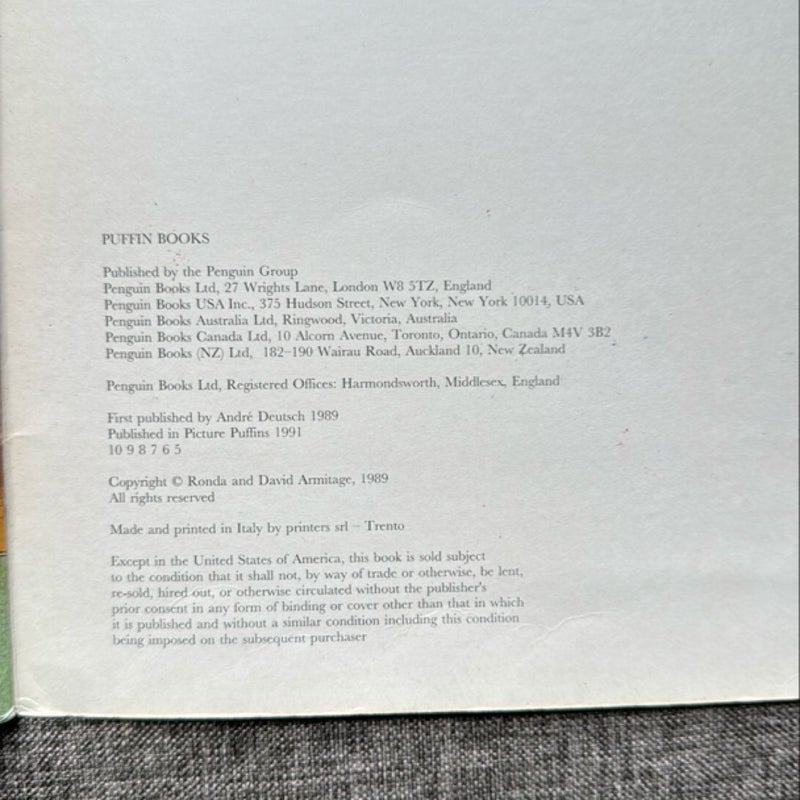 PUFFIN BOOKS
Published by the Penguin Group
Penguin Books Ltd, 27 Wrights Lane, London W8 5TZ, England
Penguin Books USA Inc., 375 Hudson Street, New York, New York 10014, USA
Penguin Books Australia Ltd, Ringwood, Victoria, Australia
Penguin Books Canada Ltd, 10 Alcorn Avenue, Toronto, Ontario, Canada M4V 3B2
Penguin Books (NZ) Ltd, 182–190 Wairau Road, Auckland 10, New Zealand
Penguin Books Ltd, Registered Offices: Harmondsworth, Middlesex, England
First published by André Deutsch 1989
Published in Picture Puffins 1991
10 9 8 7 6 5
Copyright © Ronda and David Armitage, 1989
All rights reserved
Made and printed in Italy by printers srl – Trento
Except in the United States of America, this book is sold subject
to the condition that it shall not, by way of trade or otherwise, be lent,
re-sold, hired out, or otherwise circulated without the publisher's
prior consent in any form of binding or cover other than that in which
it is published and without a similar condition including this condition
being imposed on the subsequent purchaser